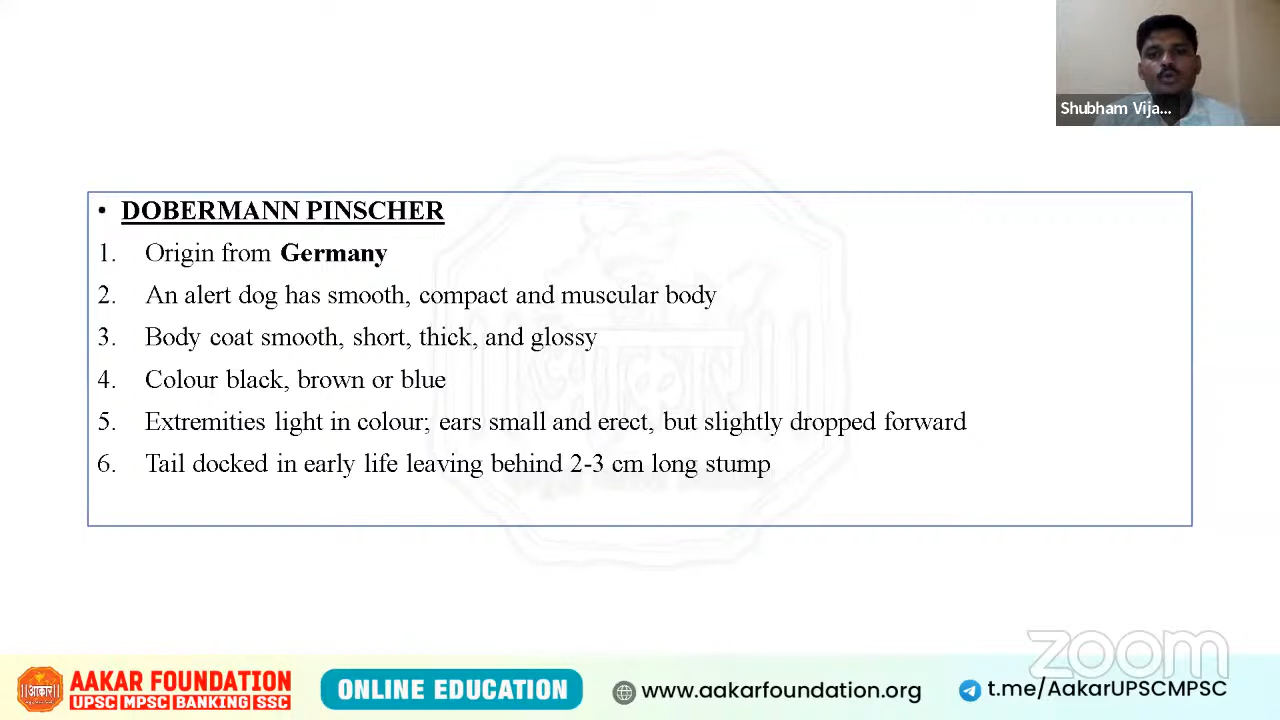 Shubham Vija...
• DOBERMANN PINSCHER
1. Origin from Germany
2. An alert dog has smooth, compact and muscular body
3. Body coat smooth, short, thick, and glossy
4. Colour black, brown or blue
5. Extremities light in colour; ears small and erect, but slightly dropped forward
6. Tail docked in early life leaving behind 2-3 cm long stump
zoom
॥आकार॥
AAKAR FOUNDATION
UPSC MPSC BANKING SSC
ONLINE EDUCATION
www.aakarfoundation.org
t.me/AakarUPSCMPSC